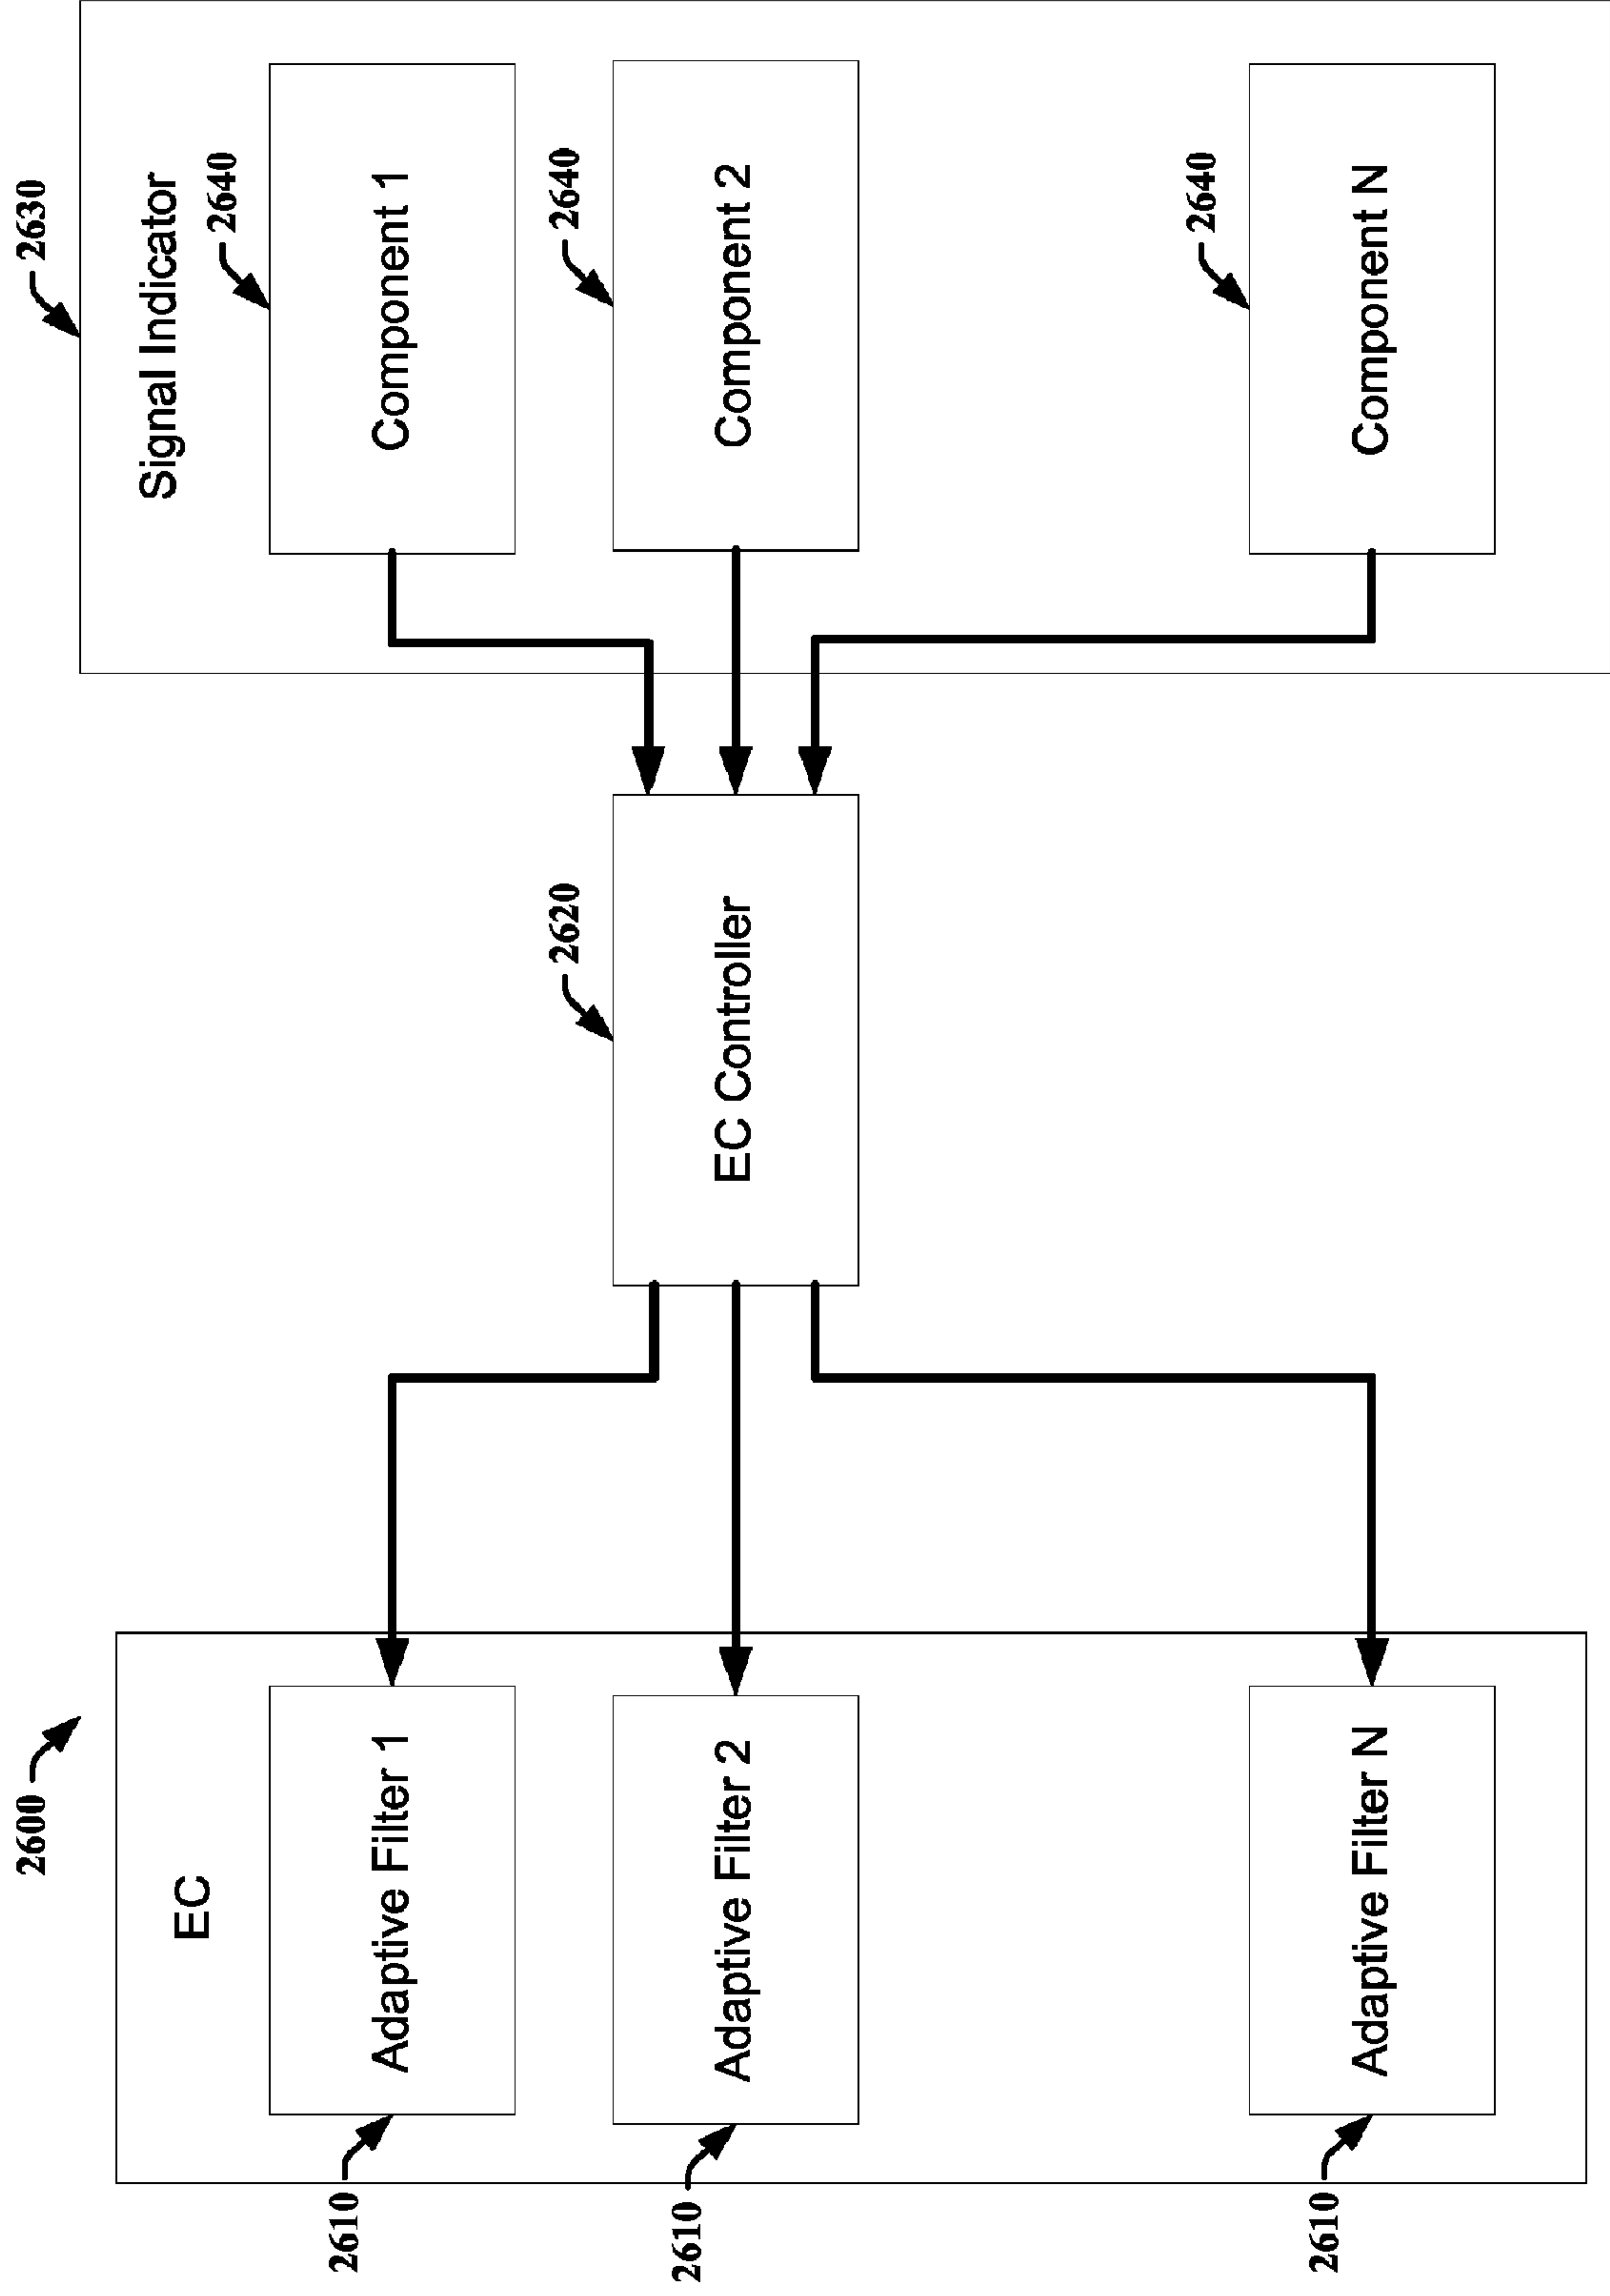 2600
EC
Adaptive Filter 1
2610
Adaptive Filter 2
2610
Adaptive Filter N
2610
EC Controller
2620
2630
Signal Indicator
2640
Component 1
2640
Component 2
2640
Component N